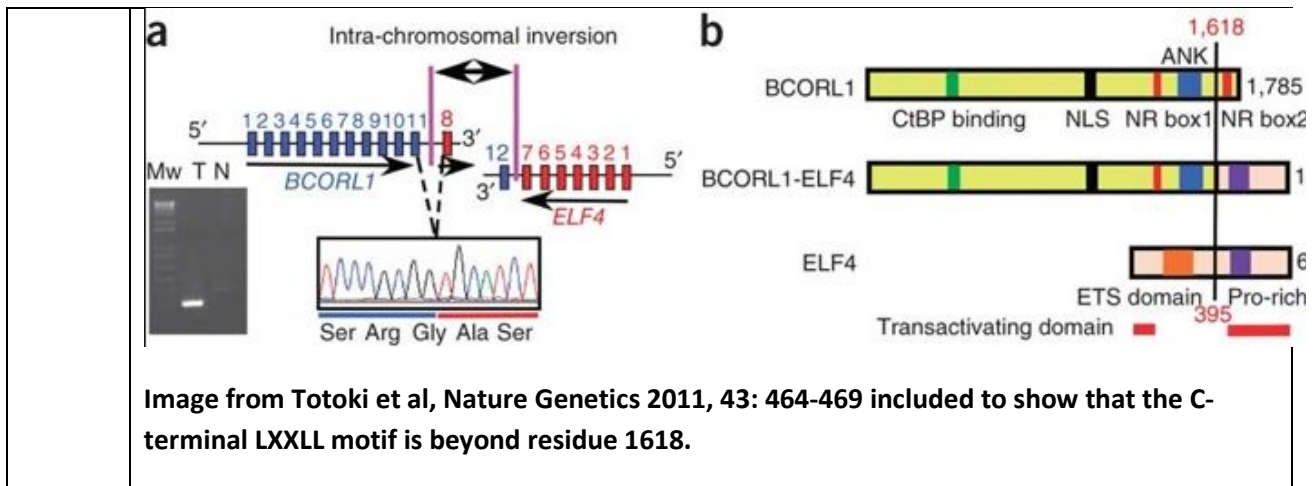 a
Intra-chromosomal inversion
5'
1 2 3 4 5 6 7 8 9 10 11
8
3'
BCORL1
12
7 6 5 4 3 2 1
5'
3'
ELF4
Mw T N
Ser Arg Gly Ala Ser
b
1,618
ANK
BCORL1
1,785
CtBP binding NLS NR box1 NR box2
BCORL1-ELF4
1
ELF4
6
ETS domain Pro-rich
395
Transactivating domain
Image from Totoki et al, Nature Genetics 2011, 43: 464-469 included to show that the C-
terminal LXXLL motif is beyond residue 1618.